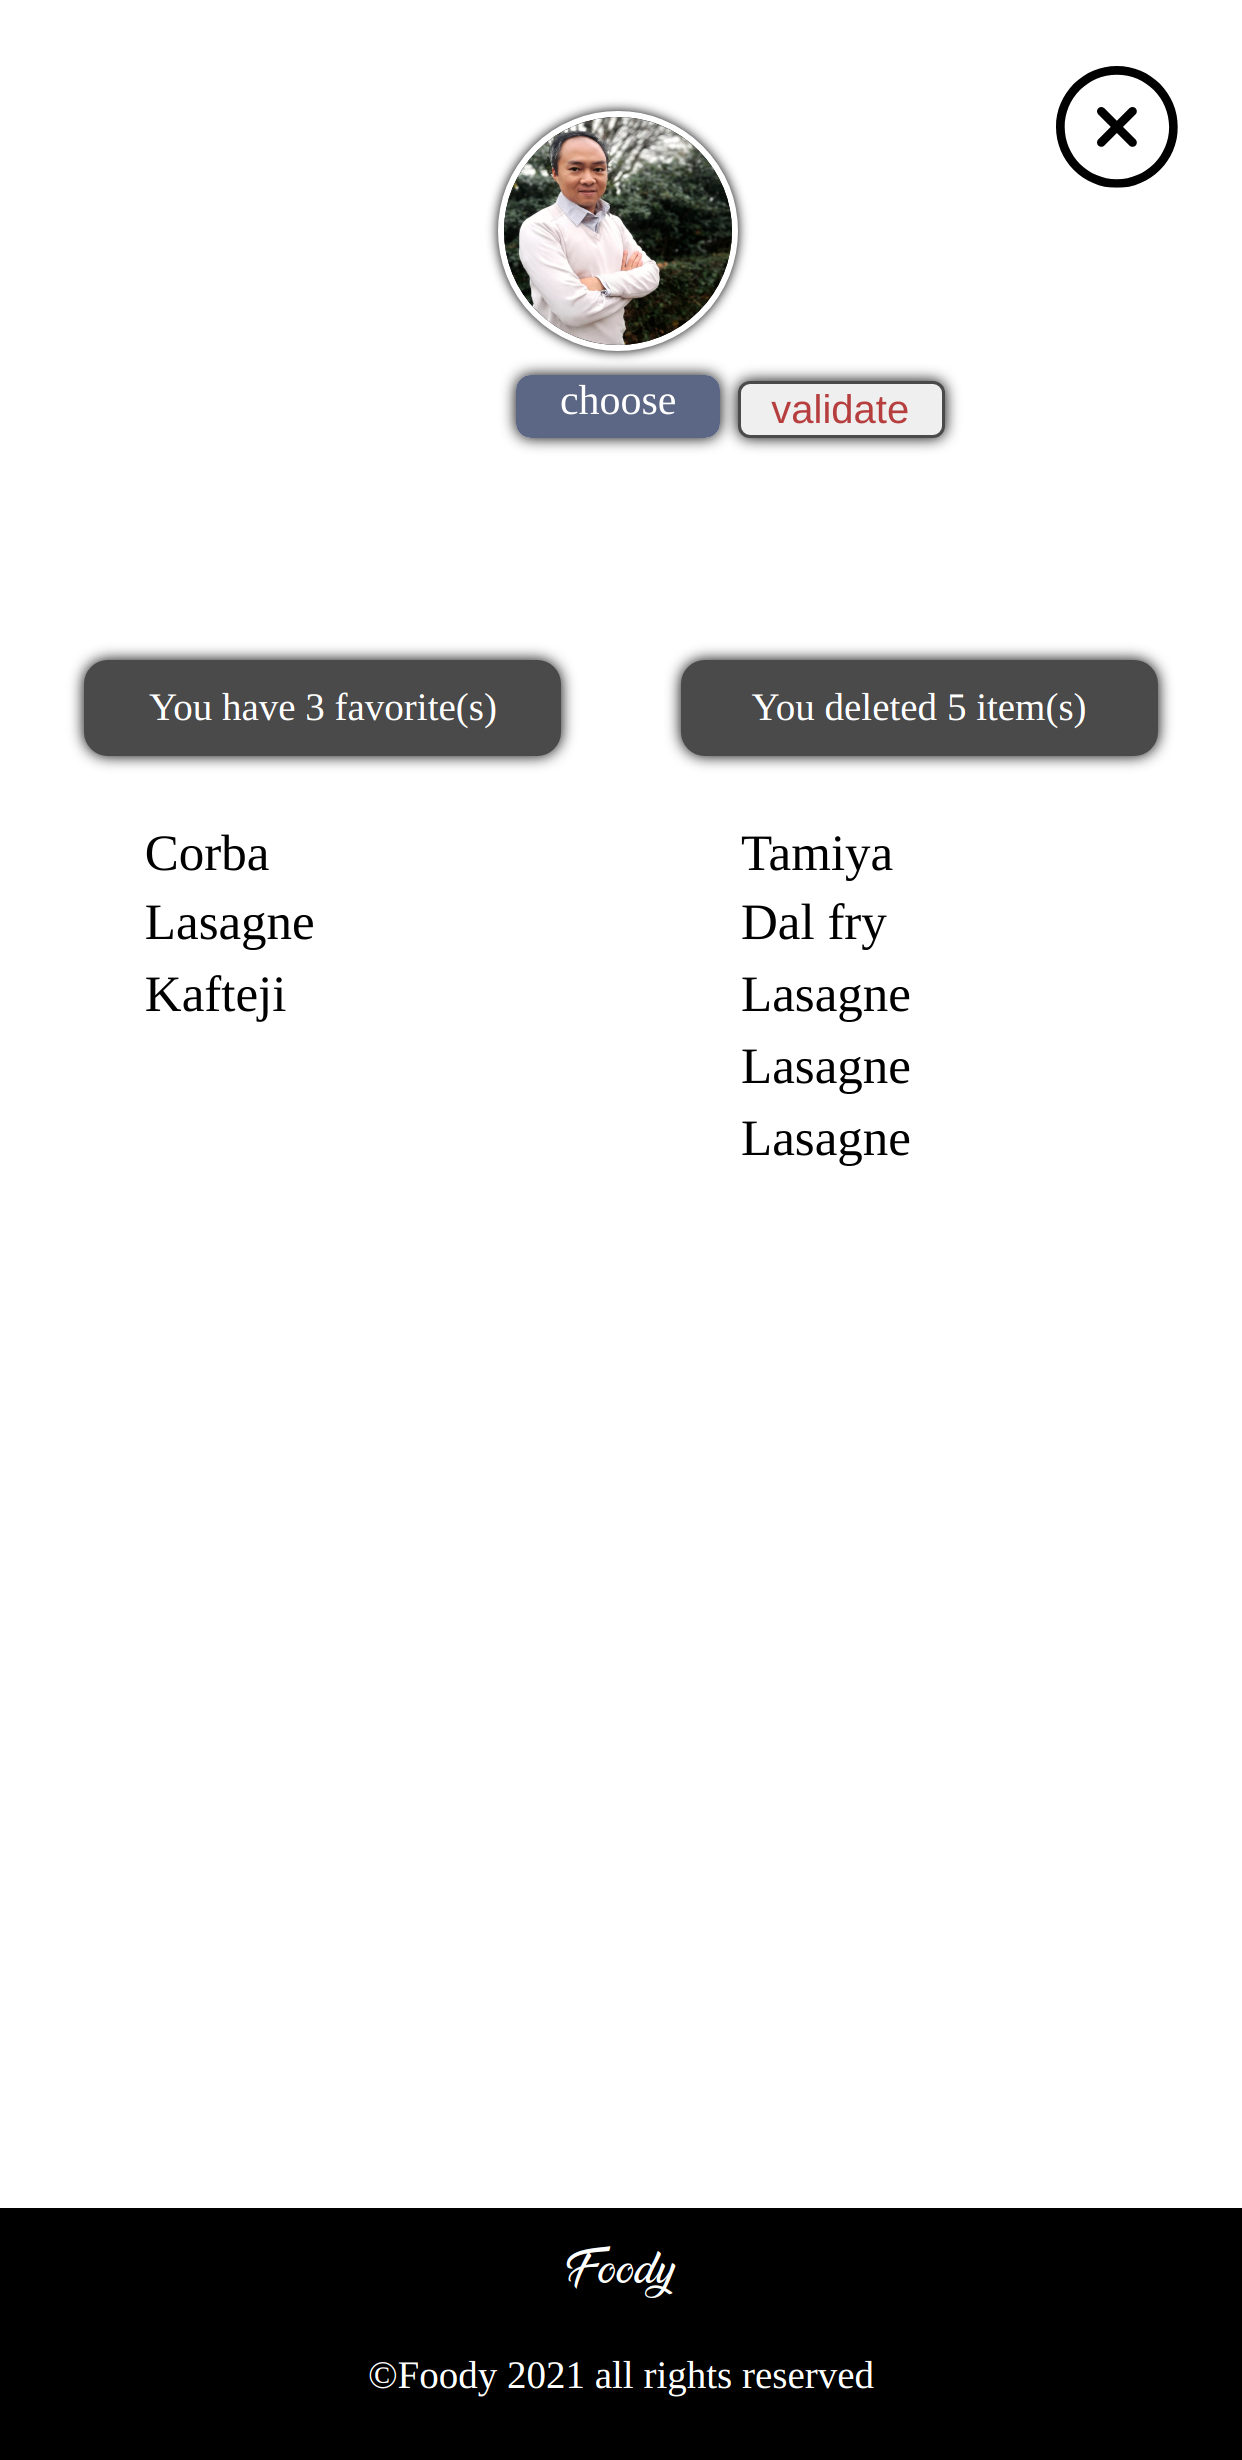 choose
validate
You have 3 favorite(s)
Corba
Lasagne
Kafteji
You deleted 5 item(s)
Tamiya
Dal fry
Lasagne
Lasagne
Lasagne
Foody
©Foody 2021 all rights reserved